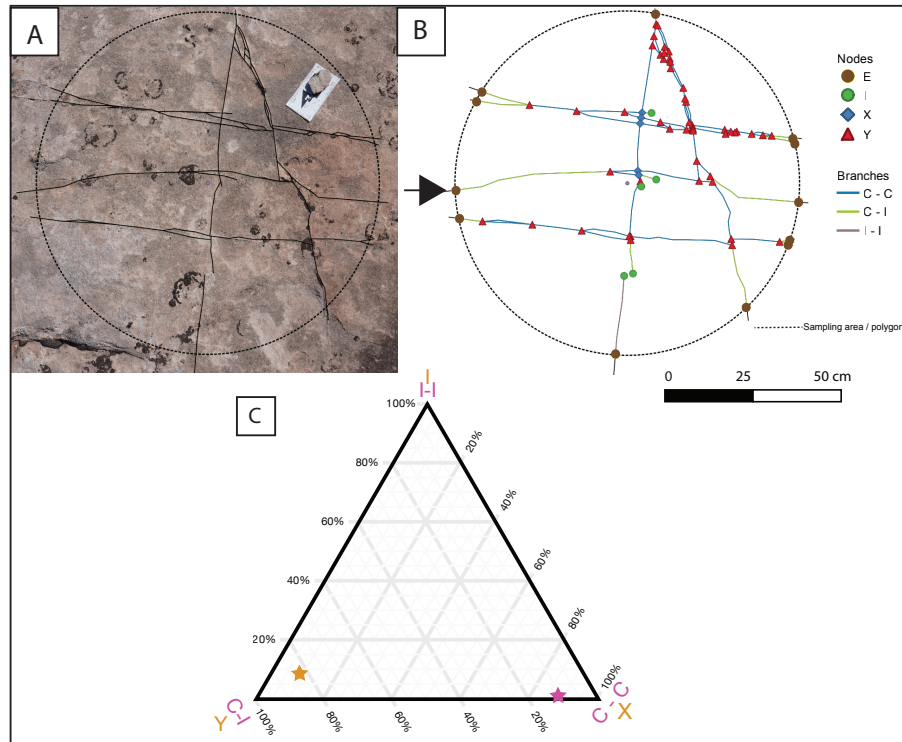 A
B
Nodes
E
I
X
Y
Branches
C - C
C - I
I - I
Sampling area / polygon
0 25 50 cm
C
I
I-I
100%
80%
60%
40%
20%
20%
40%
60%
80%
100%
Y
C-I
100%
80%
60%
40%
20%
C - C
X